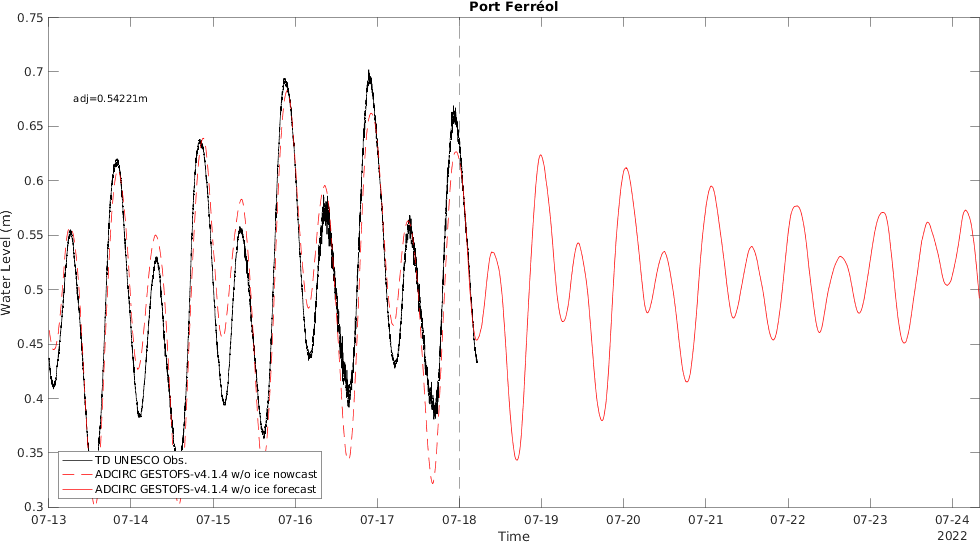 Port Ferréol
0.75
0.7
0.65
0.6
0.55
0.5
0.45
0.4
0.35
0.3
Water Level (m)
adj=0.54221m
TD UNESCO Obs.
ADCIRC GESTOFS-v4.1.4 w/o ice nowcast
ADCIRC GESTOFS-v4.1.4 w/o ice forecast
07-13 07-14 07-15 07-16 07-17 07-18 07-19 07-20 07-21 07-22 07-23 07-24
2022
Time